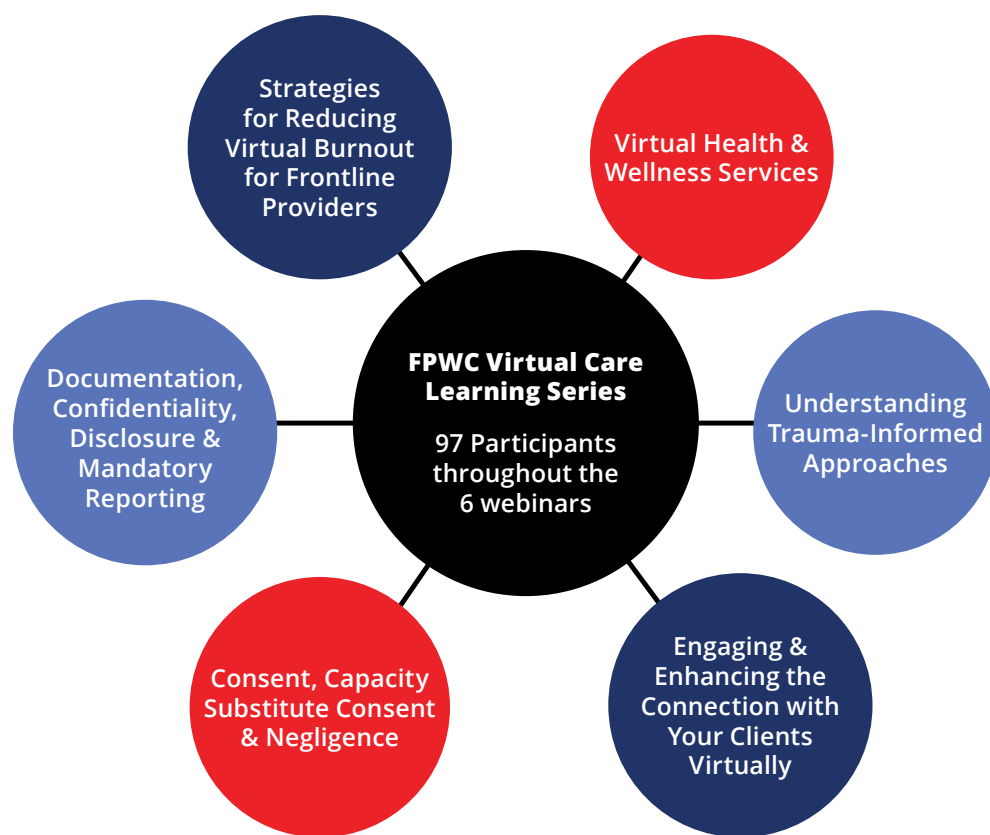 Strategies
for Reducing
Virtual Burnout
for Frontline
Providers
Virtual Health &
Wellness Services
FPWC Virtual Care
Learning Series
97 Participants
throughout the
6 webinars
Documentation,
Confidentiality,
Disclosure &
Mandatory
Reporting
Understanding
Trauma-Informed
Approaches
Consent, Capacity
Substitute Consent
& Negligence
Engaging &
Enhancing the
Connection with
Your Clients
Virtually